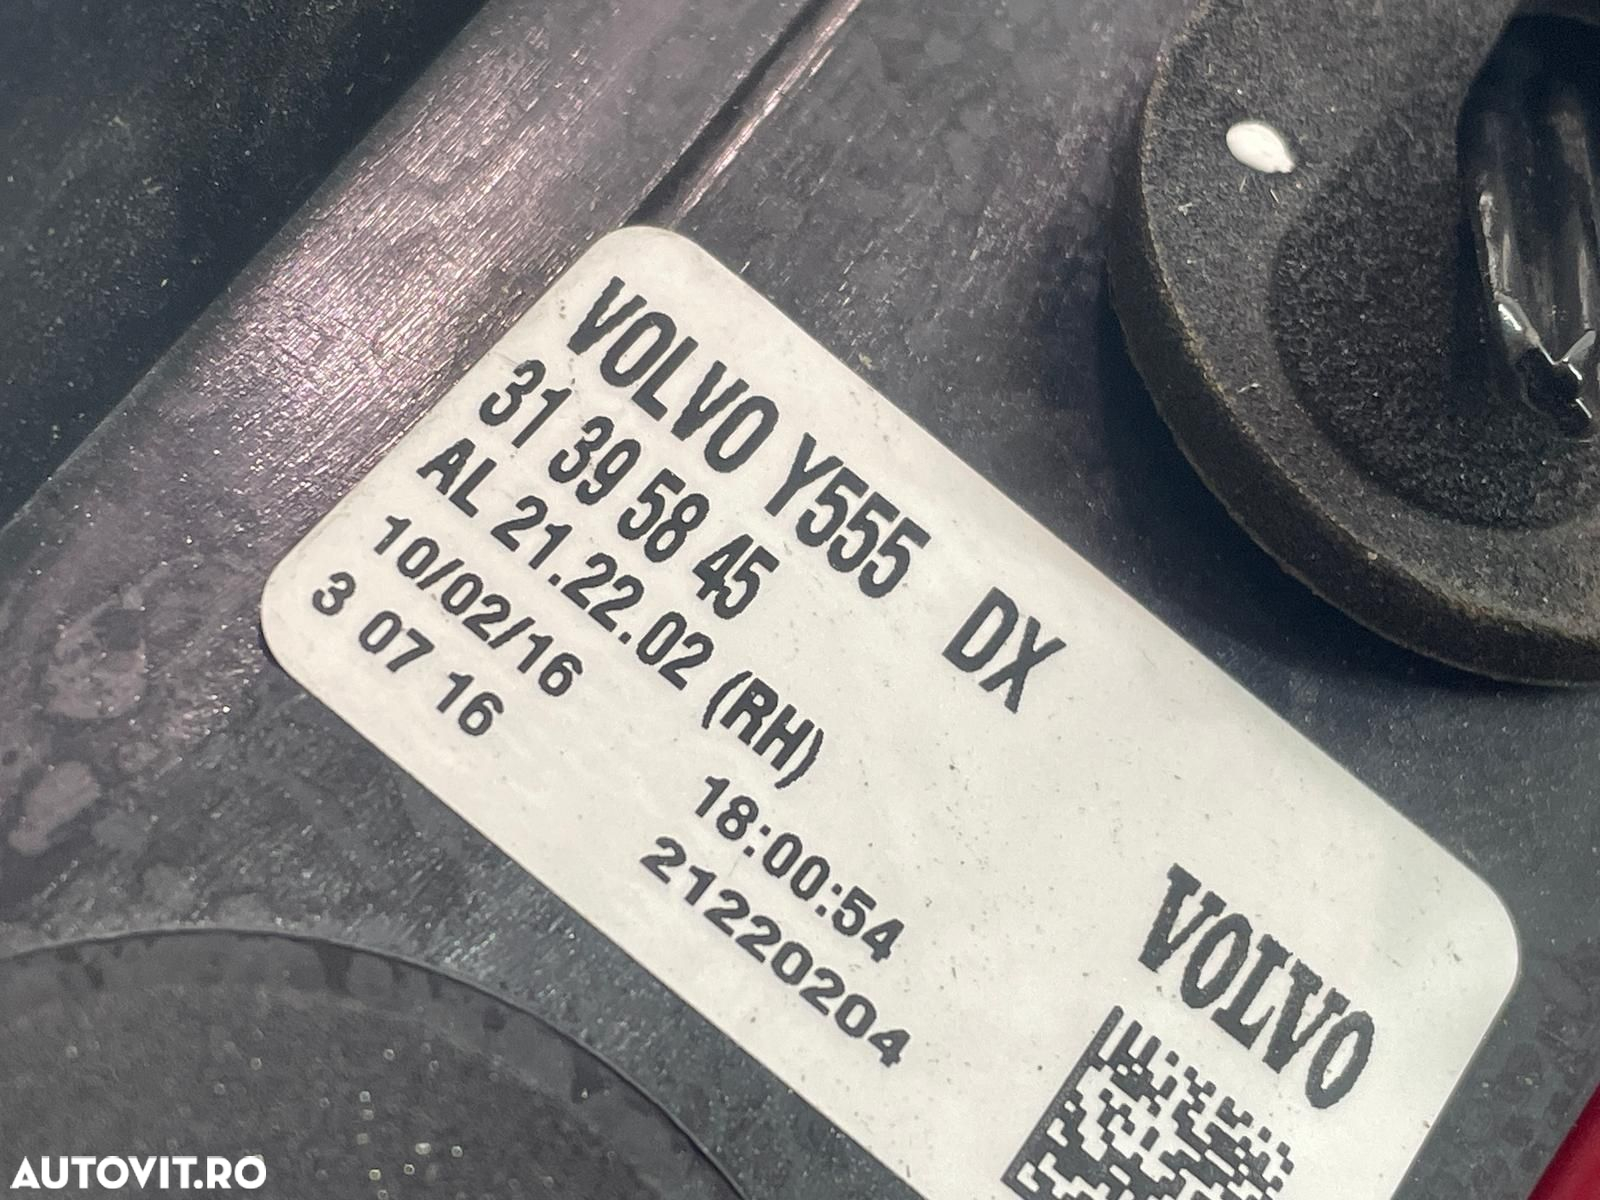 VOLVO Y555 DX
31 39 58 45
AL 21.22.02 (RH)
10/02/16 18:00:54
3 07 16 21220204
VOLVO
AUTOVIT.RO